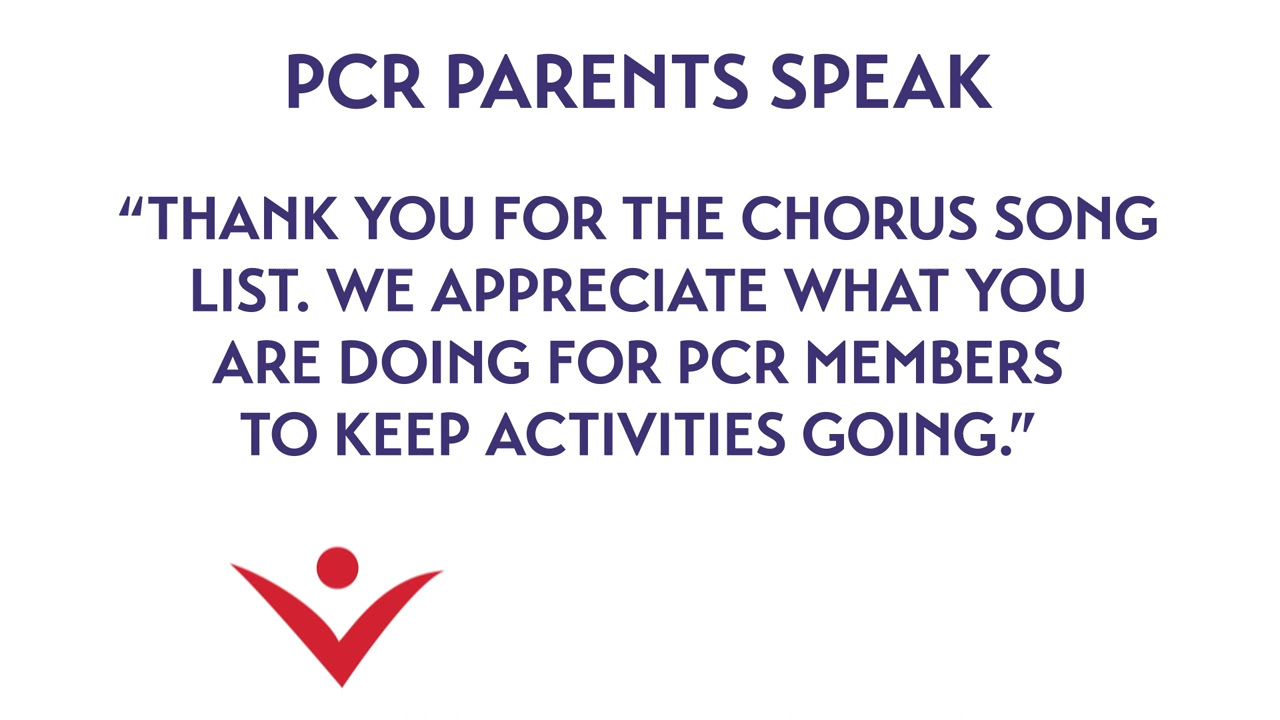 PCR PARENTS SPEAK
“THANK YOU FOR THE CHORUS SONG
LIST. WE APPRECIATE WHAT YOU
ARE DOING FOR PCR MEMBERS
TO KEEP ACTIVITIES GOING.”